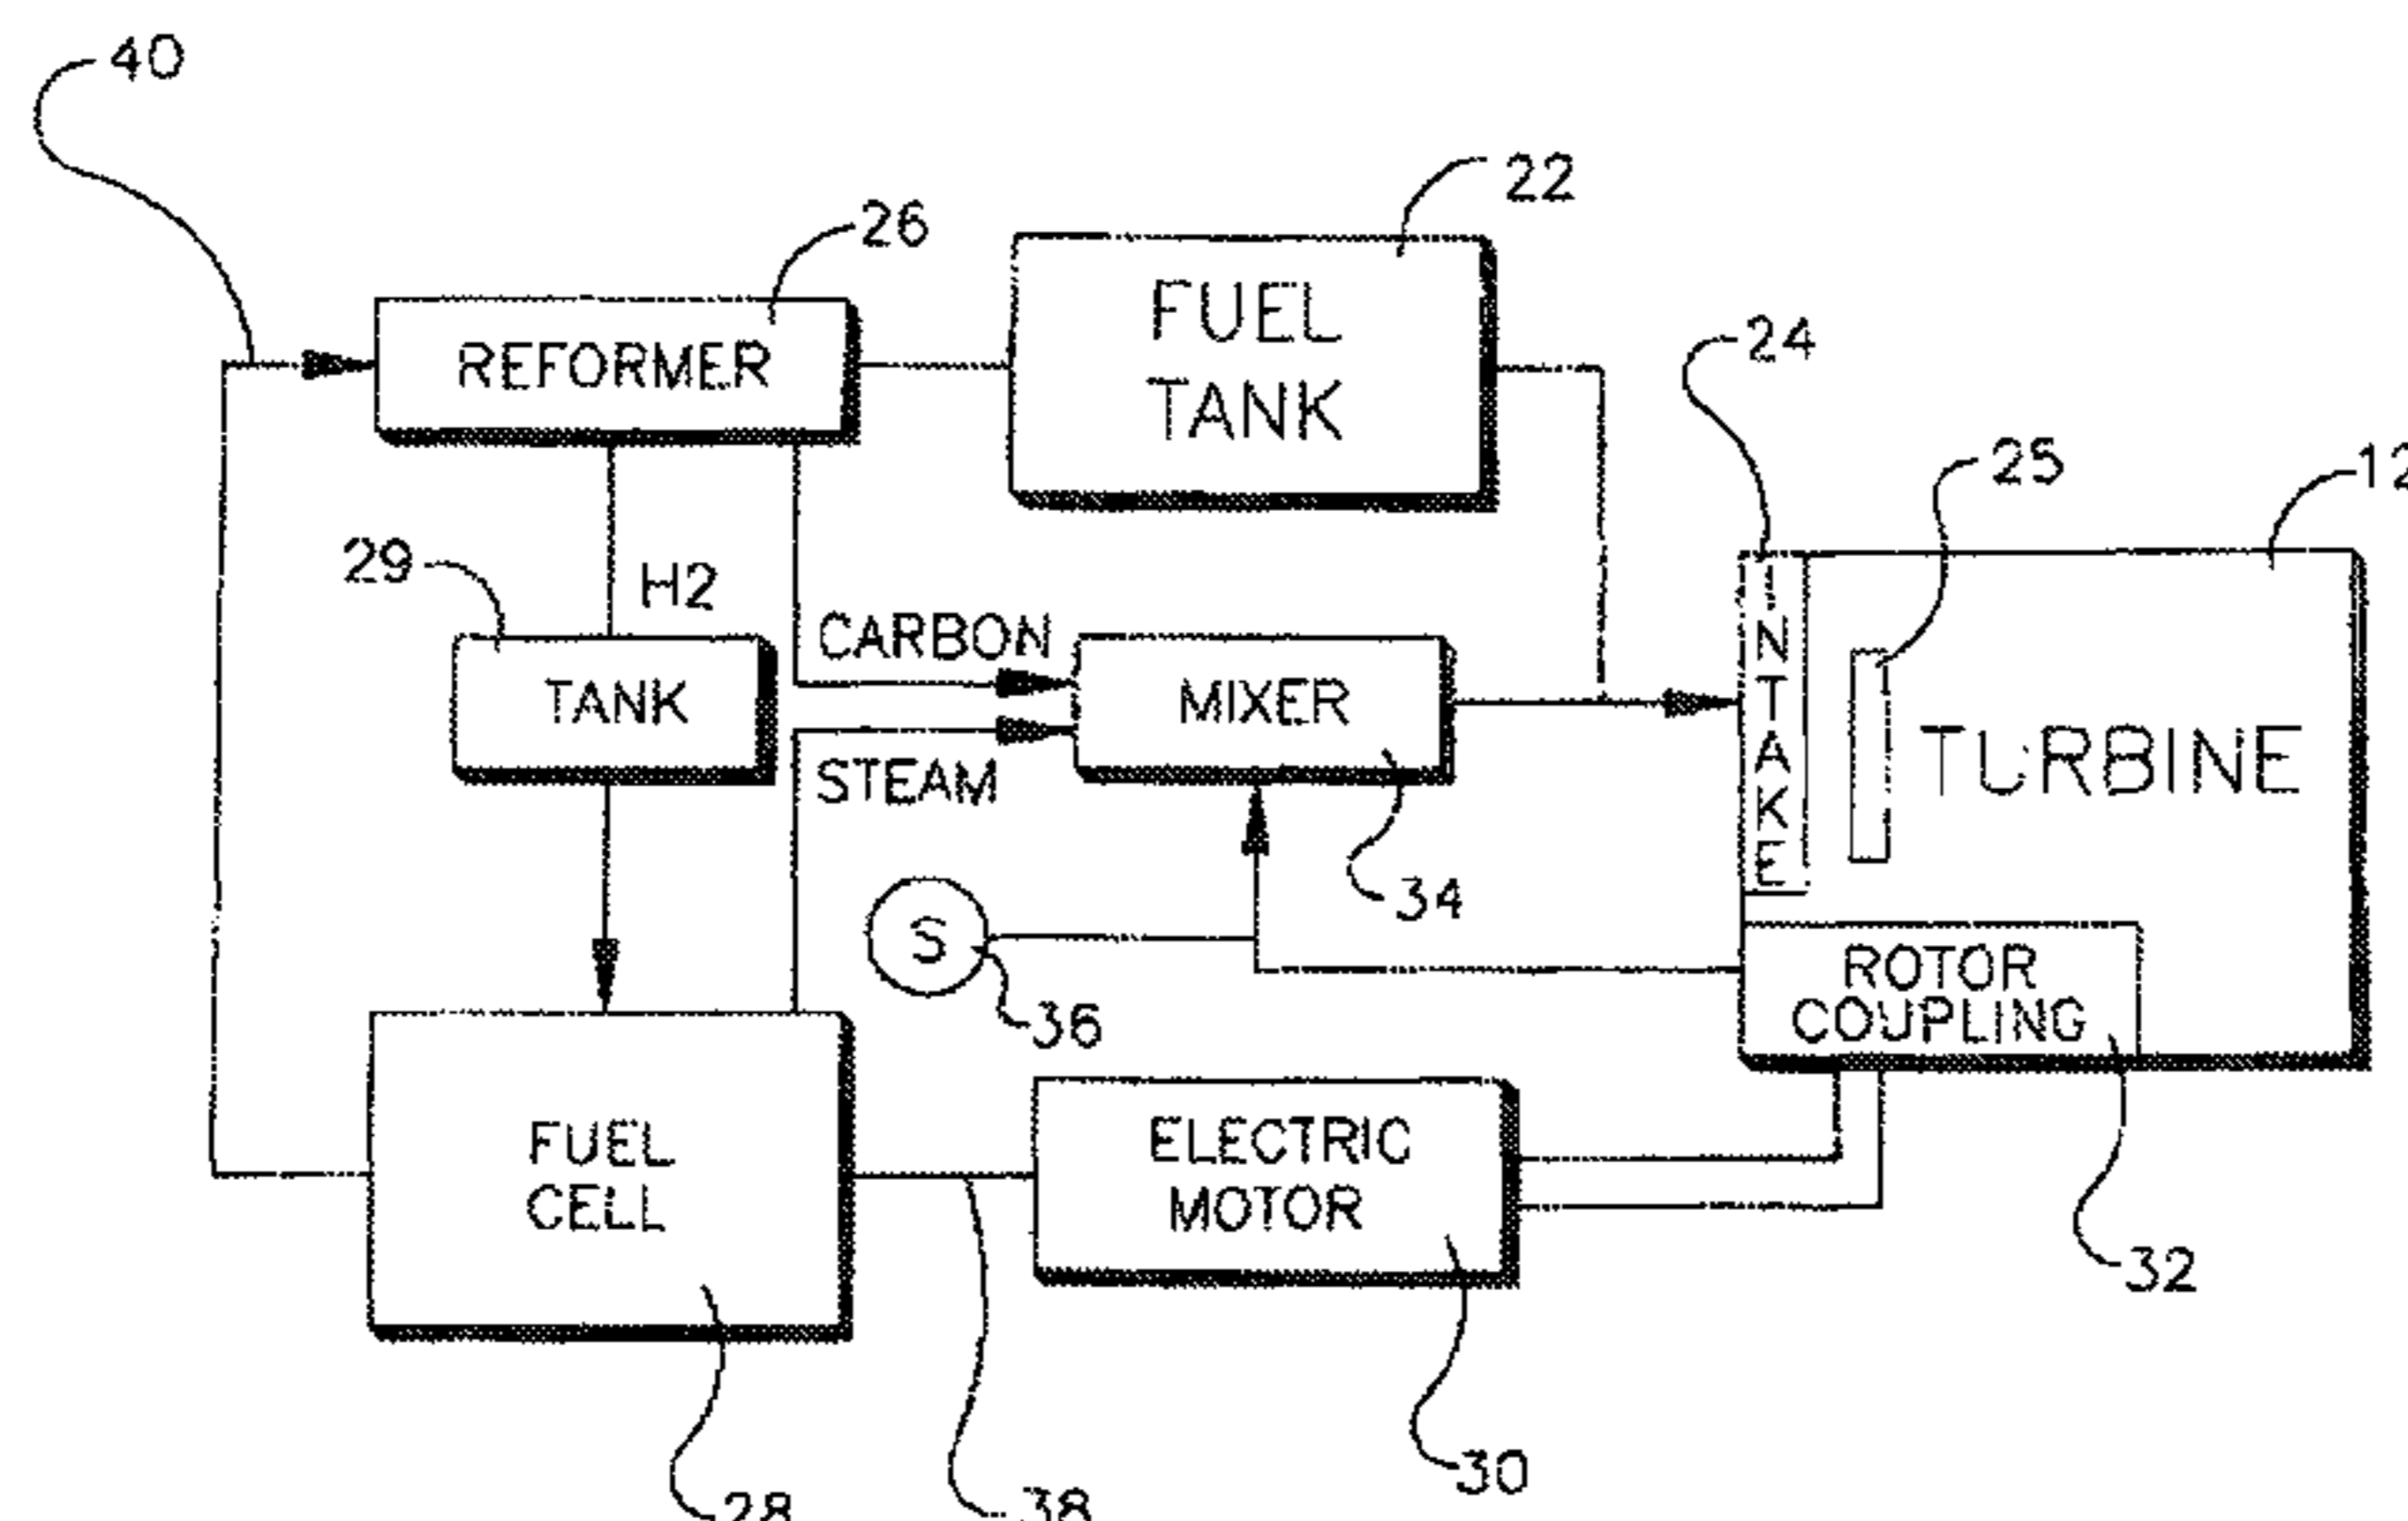 40
22
26
FUEL
TANK
REFORMER
24
25
12
29
H2
CARBON
TANK
MIXER
INTAKE
TURBINE
STEAM
34
S
36
ROTOR
COUPLING
FUEL
CELL
ELECTRIC
MOTOR
32
30
28
38